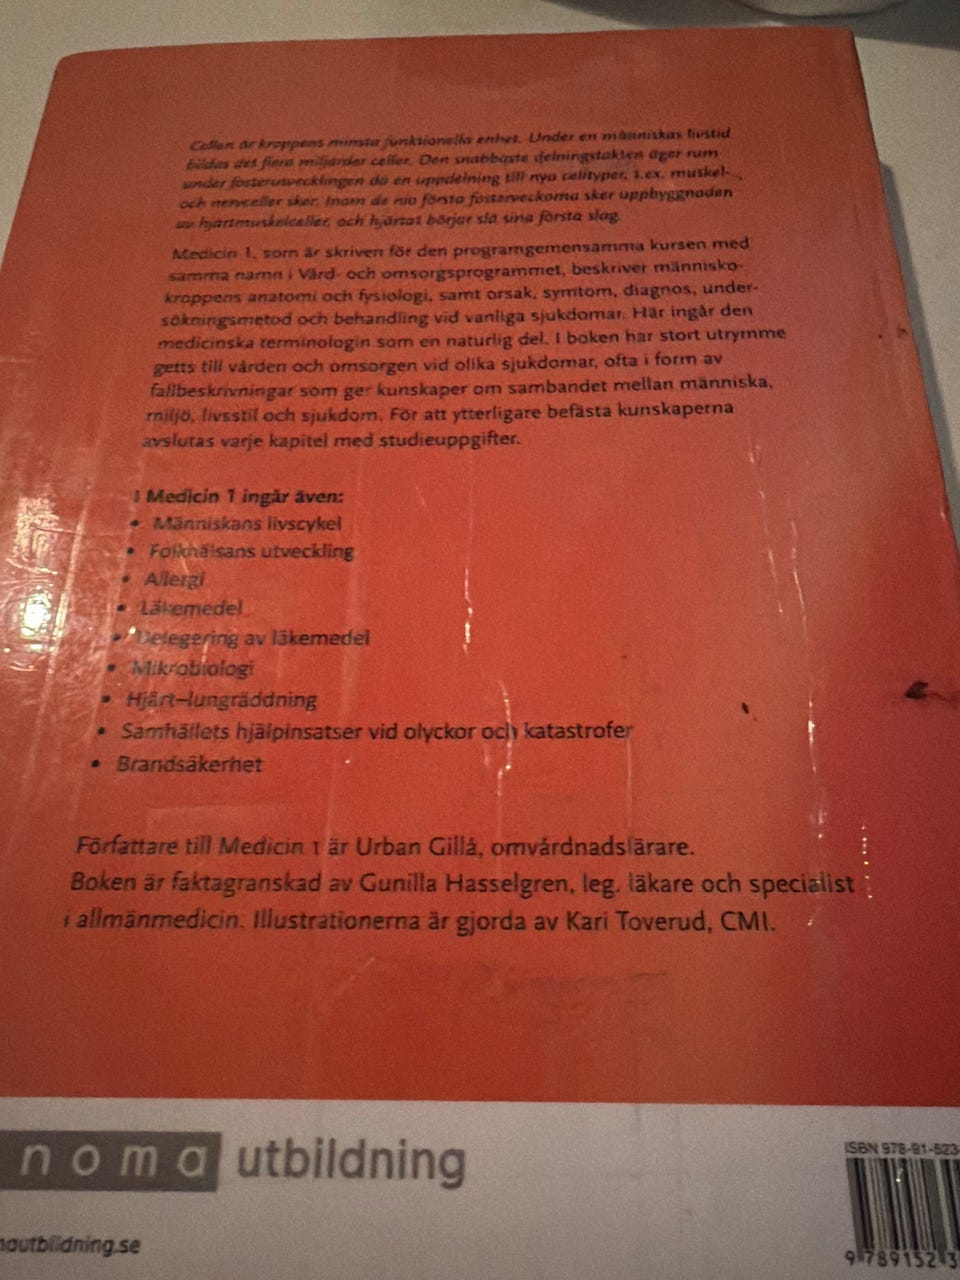 Cellen är kroppens minsta funktionella enhet. Under en människas livstid
bildas det flera miljarder celler. Den snabbaste delningstakten äger rum
under fosterutvecklingen då en uppdelning till nya celltyper, t.ex. muskel-
och nervceller sker. Inom de nio första fosterveckorna sker uppbyggnaden
av hjärtmuskelceller, och hjärtat börjar slå sina första slag.
Medicin 1, som är skriven för den programgemensamma kursen med
samma namn i Vård- och omsorgsprogrammet, beskriver människo-
kroppens anatomi och fysiologi, samt orsak, symtom, diagnos, under-
sökningsmetod och behandling vid vanliga sjukdomar. Här ingår den
medicinska terminologin som en naturlig del. I boken har stort utrymme
getts till vården och omsorgen vid olika sjukdomar, ofta i form av
fallbeskrivningar som ger kunskaper om sambandet mellan människa,
miljö, livsstil och sjukdom. För att ytterligare befästa kunskaperna
avslutas varje kapitel med studieuppgifter.
I Medicin 1 ingår även:
• Människans livscykel
• Folkhälsans utveckling
• Allergi
• Läkemedel
• Delegering av läkemedel
• Mikrobiologi
• Hjärt–lungräddning
• Samhällets hjälpinsatser vid olyckor och katastrofer
• Brandsäkerhet
Författare till Medicin 1 är Urban Gillå, omvårdnadslärare.
Boken är faktagranskad av Gunilla Hasselgren, leg. läkare och specialist
i allmänmedicin. Illustrationerna är gjorda av Kari Toverud, CMI.
noma utbildning
outbildning.se
ISBN 978-91-523-
9 789152 3